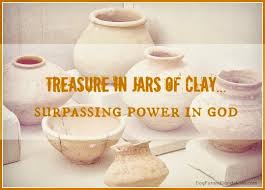 TREASURE IN JARS OF CLAY...
SURPASSING POWER IN GOD